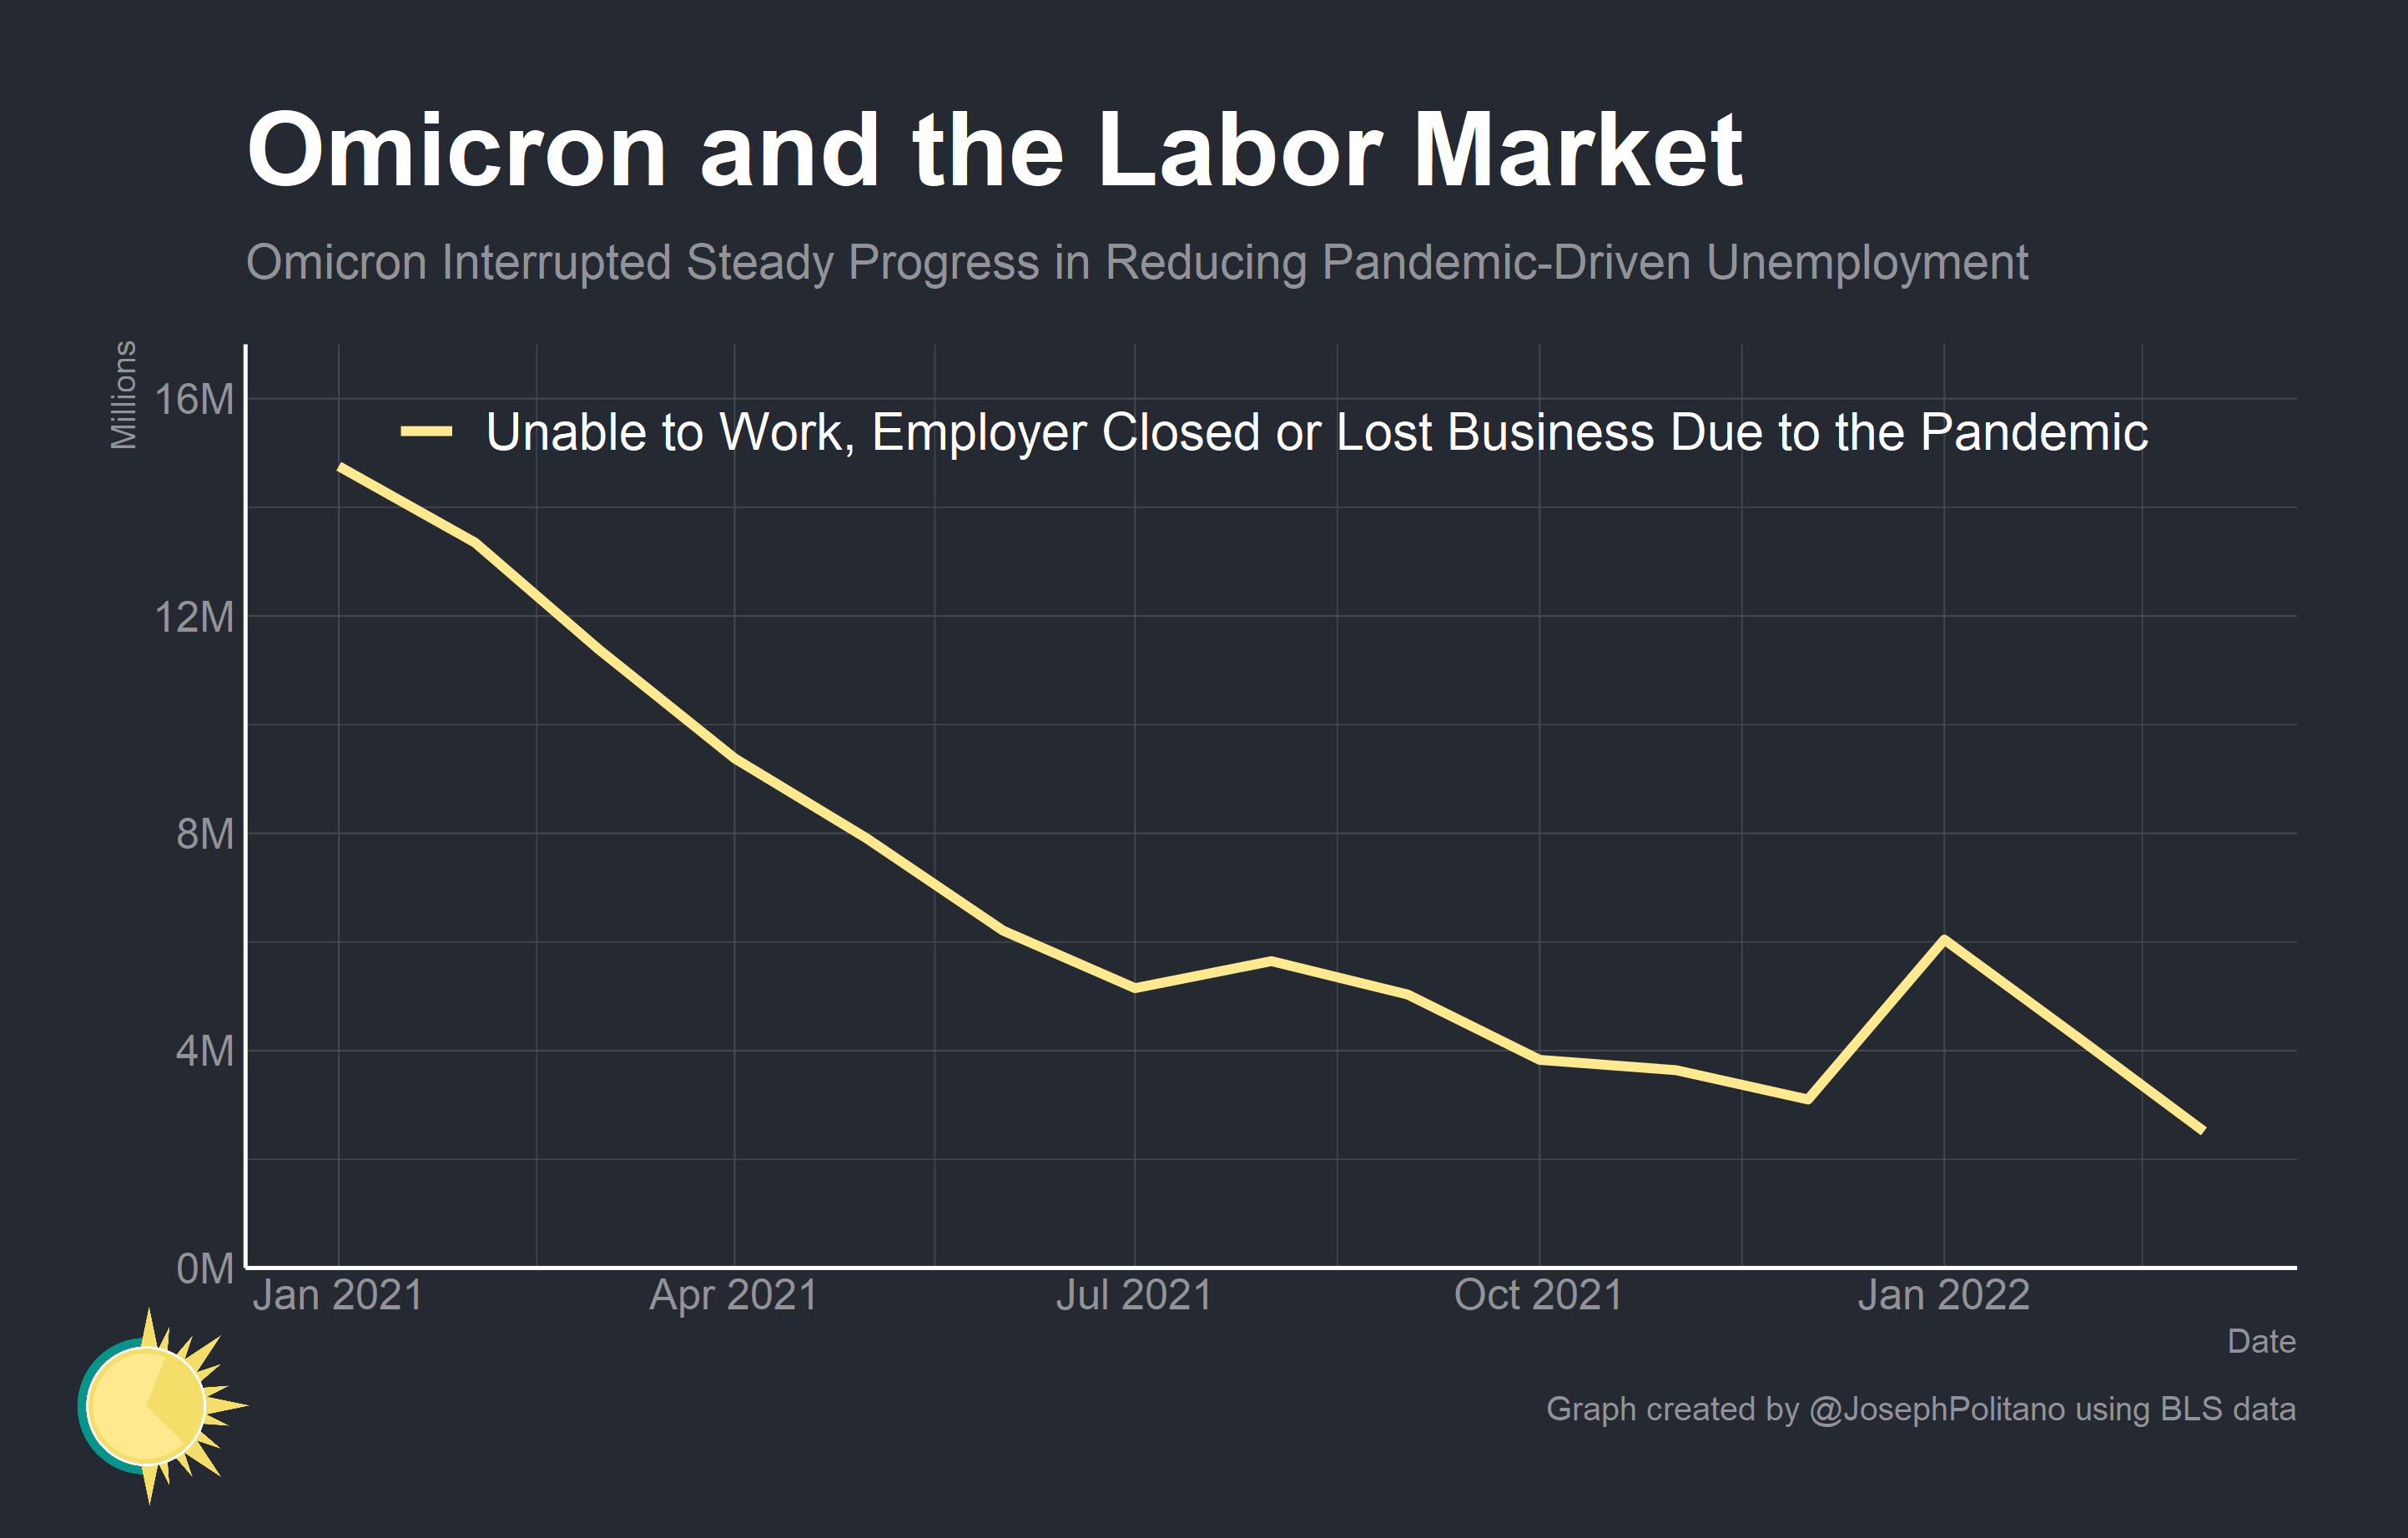 Omicron and the Labor Market
Omicron Interrupted Steady Progress in Reducing Pandemic-Driven Unemployment
Millions
16M
Unable to Work, Employer Closed or Lost Business Due to the Pandemic
12M
8M
4M
0M
Jan 2021
Apr 2021
Jul 2021
Oct 2021
Jan 2022
Date
Graph created by @JosephPolitano using BLS data